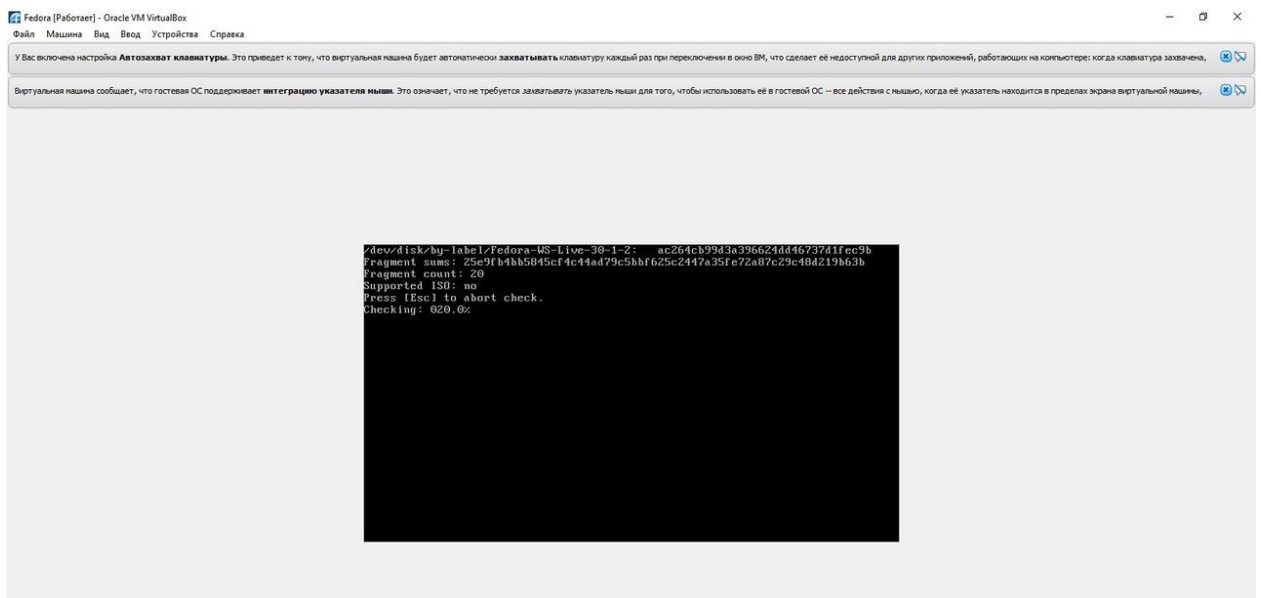 Fedora [Работает] - Oracle VM VirtualBox
Файл Машина Вид Ввод Устройства Справка
У Вас включена настройка Автозахват клавиатуры. Это приведет к тому, что виртуальная машина будет автоматически захватывать клавиатуру каждый раз при переключении в окно ВМ, что сделает её недоступной для других приложений, работающих на компьютере: когда клавиатура захвачена,
Виртуальная машина сообщает, что гостевая ОС поддерживает интеграцию указателя мыши. Это означает, что не требуется захватывать указатель мыши для того, чтобы использовать её в гостевой ОС — все действия с мышью, когда её указатель находится в пределах экрана виртуальной машины,
/dev/disk/by-label/Fedora-WS-Live-30-1-2: ac264cb99d3a396624dd46737d1fec9b
Fragment sums: 25e9fb4bb5845cf4c44ad79c5bbf625c2447a35fe72a87c29c48d219b63b
Fragment count: 20
Supported ISO: no
Press [Esc] to abort check.
Checking: 020.0%